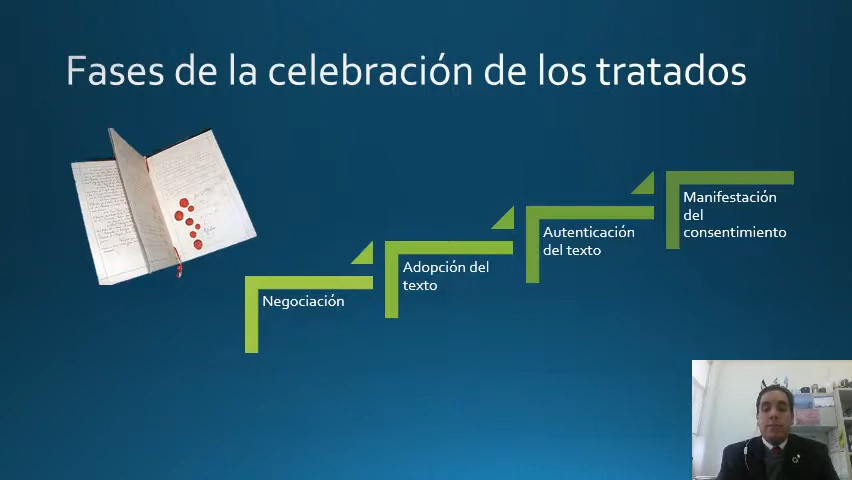 Fases de la celebración de los tratados
Negociación
Adopción del
texto
Autenticación
del texto
Manifestación
del
consentimiento